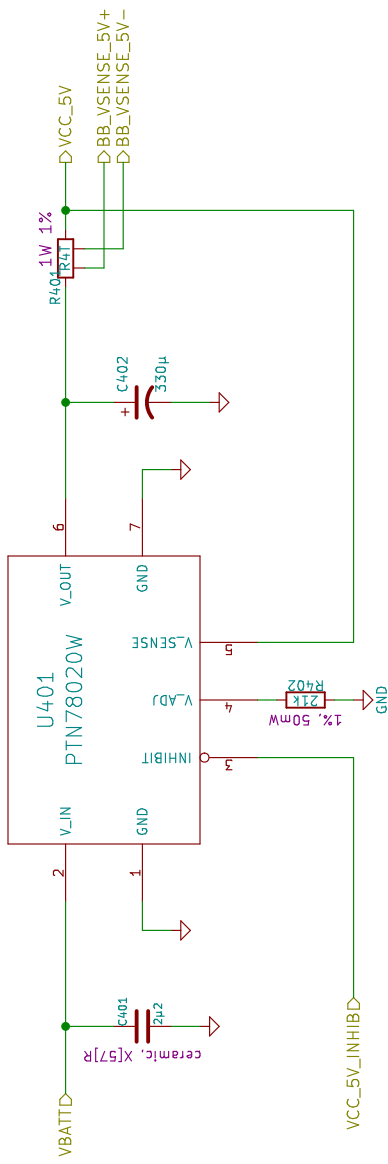 VBATT
C401
2µ2
ceramic, X[57]R
VCC_5V_INHIB
U401
PTN78020W
2
V_IN
1
GND
INHIBIT
3
V_ADJ
4
V_SENSE
5
V_OUT
6
GND
7
R402
21k
1%, 50mW
GND
C402
330µ
+
R401
1W 1%
VCC_5V
BB_VSENSE_5V+
BB_VSENSE_5V-